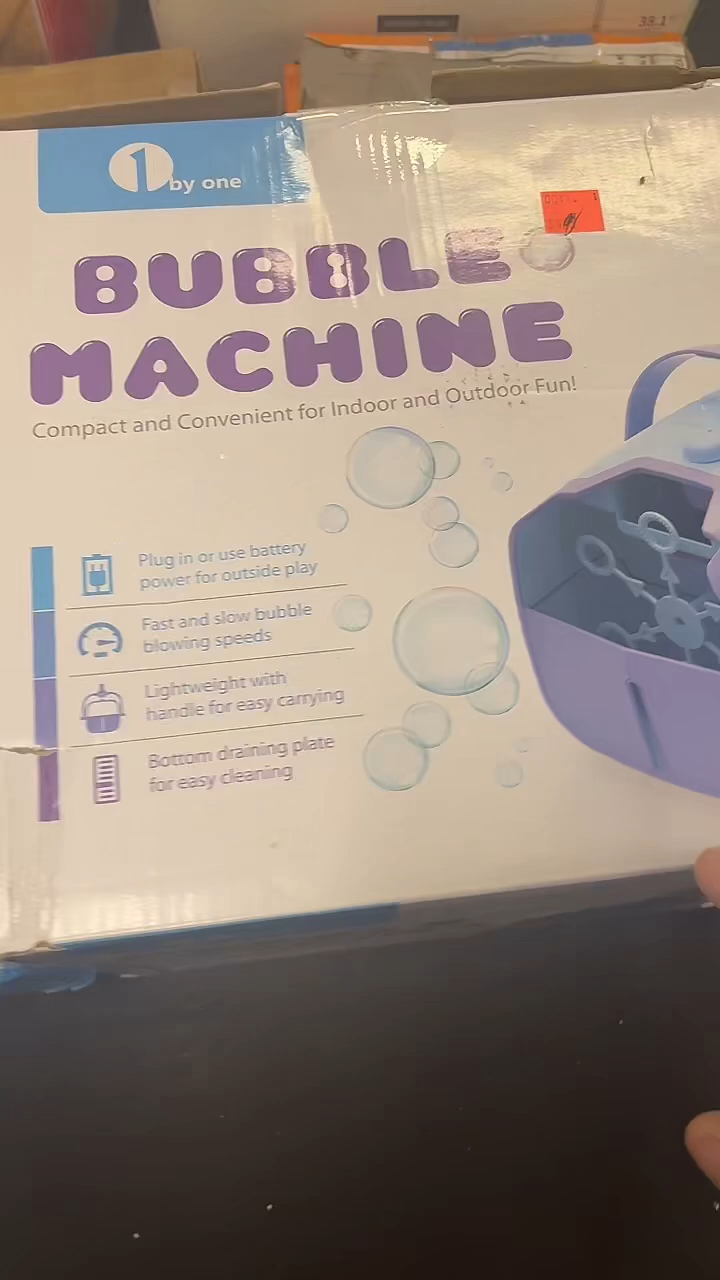 38.1
1 by one
BUBBLE
MACHINE
Compact and Convenient for Indoor and Outdoor Fun!
Plug in or use battery
power for outside play
Fast and slow bubble
blowing speeds
Lightweight with
handle for easy carrying
Bottom draining plate
for easy cleaning